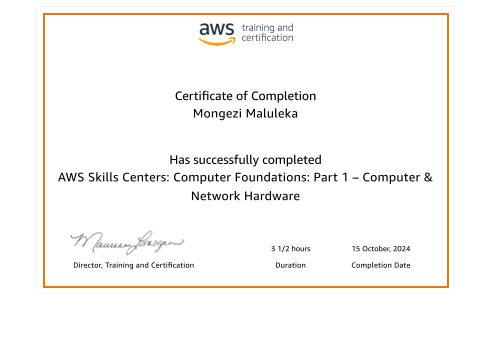 aws training and
certification
Certificate of Completion
Mongezi Maluleka
Has successfully completed
AWS Skills Centers: Computer Foundations: Part 1 – Computer &
Network Hardware
3 1/2 hours
15 October, 2024
Director, Training and Certification
Duration
Completion Date